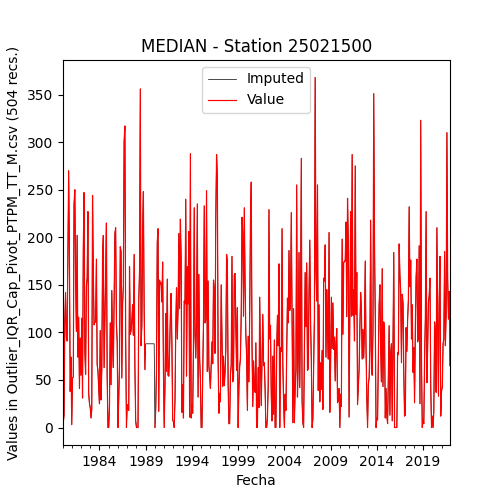 MEDIAN - Station 25021500
Imputed
Value
Values in Outlier_IQR_Cap_Pivot_PTPM_TT_M.csv (504 recs.)
350
300
250
200
150
100
50
0
1984 1989 1994 1999 2004 2009 2014 2019
Fecha